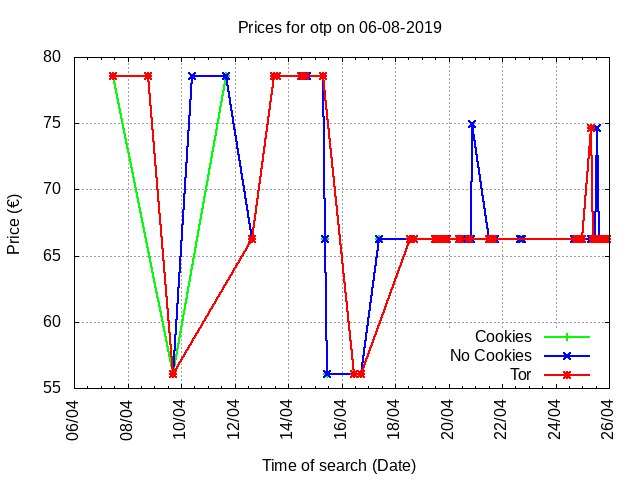 Prices for otp on 06-08-2019
80
75
70
65
60
55
Price (€)
Cookies
No Cookies
Tor
06/04
08/04
10/04
12/04
14/04
16/04
18/04
20/04
22/04
24/04
26/04
Time of search (Date)